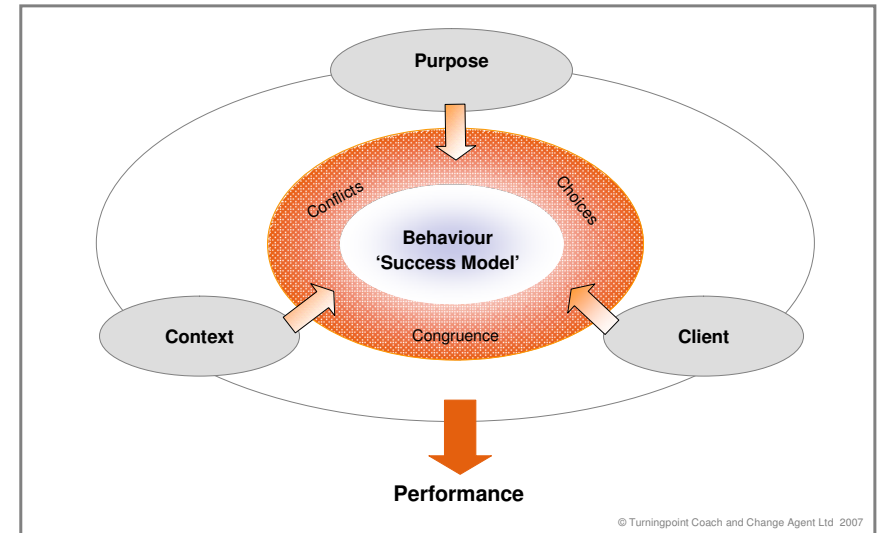 Purpose
Conflicts
Choices
Behaviour
‘Success Model’
Context
Congruence
Client
Performance
© Turningpoint Coach and Change Agent Ltd 2007